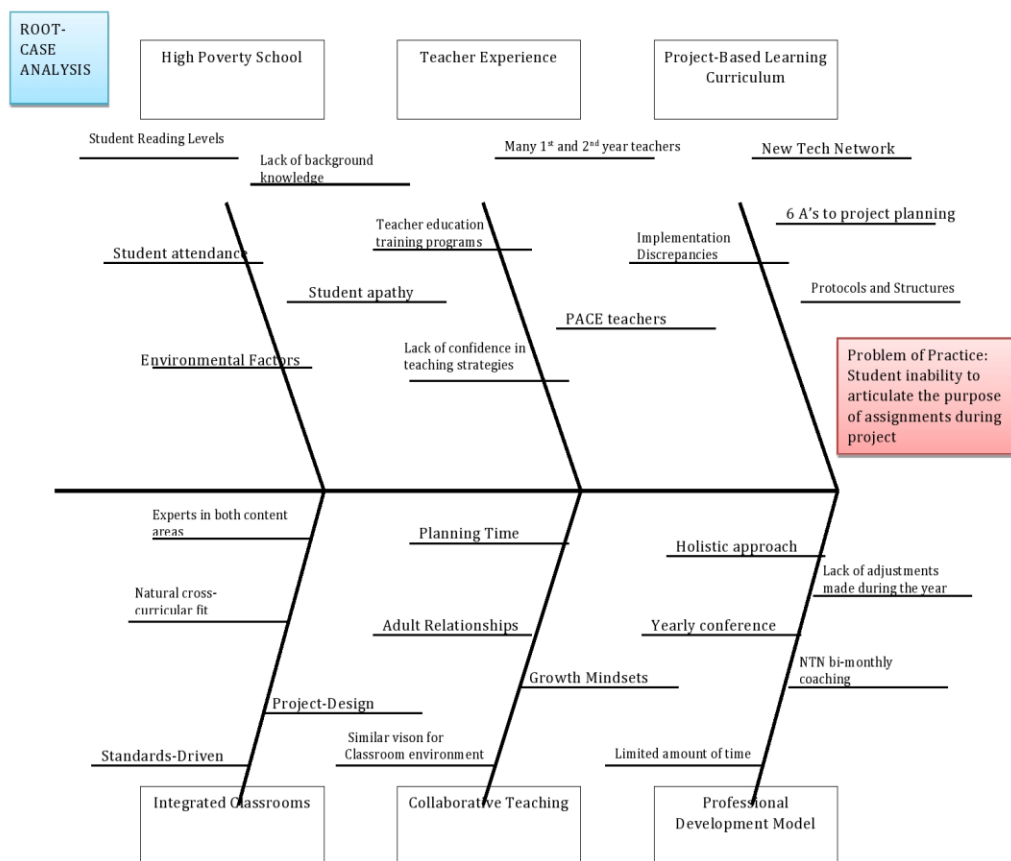 ROOT-
CASE
ANALYSIS
High Poverty School
Teacher Experience
Project-Based Learning
Curriculum
Student Reading Levels
Lack of background
knowledge
Many 1st and 2nd year teachers
New Tech Network
Student attendance
Teacher education
training programs
Implementation
Discrepancies
6 A's to project planning
Student apathy
PACE teachers
Protocols and Structures
Environmental Factors
Lack of confidence in
teaching strategies
Problem of Practice:
Student inability to
articulate the purpose
of assignments during
project
Experts in both content
areas
Planning Time
Holistic approach
Lack of adjustments
made during the year
Natural cross-
curricular fit
Adult Relationships
Yearly conference
Growth Mindsets
NTN bi-monthly
coaching
Project-Design
Standards-Driven
Similar vison for
Classroom environment
Limited amount of time
Integrated Classrooms
Collaborative Teaching
Professional
Development Model